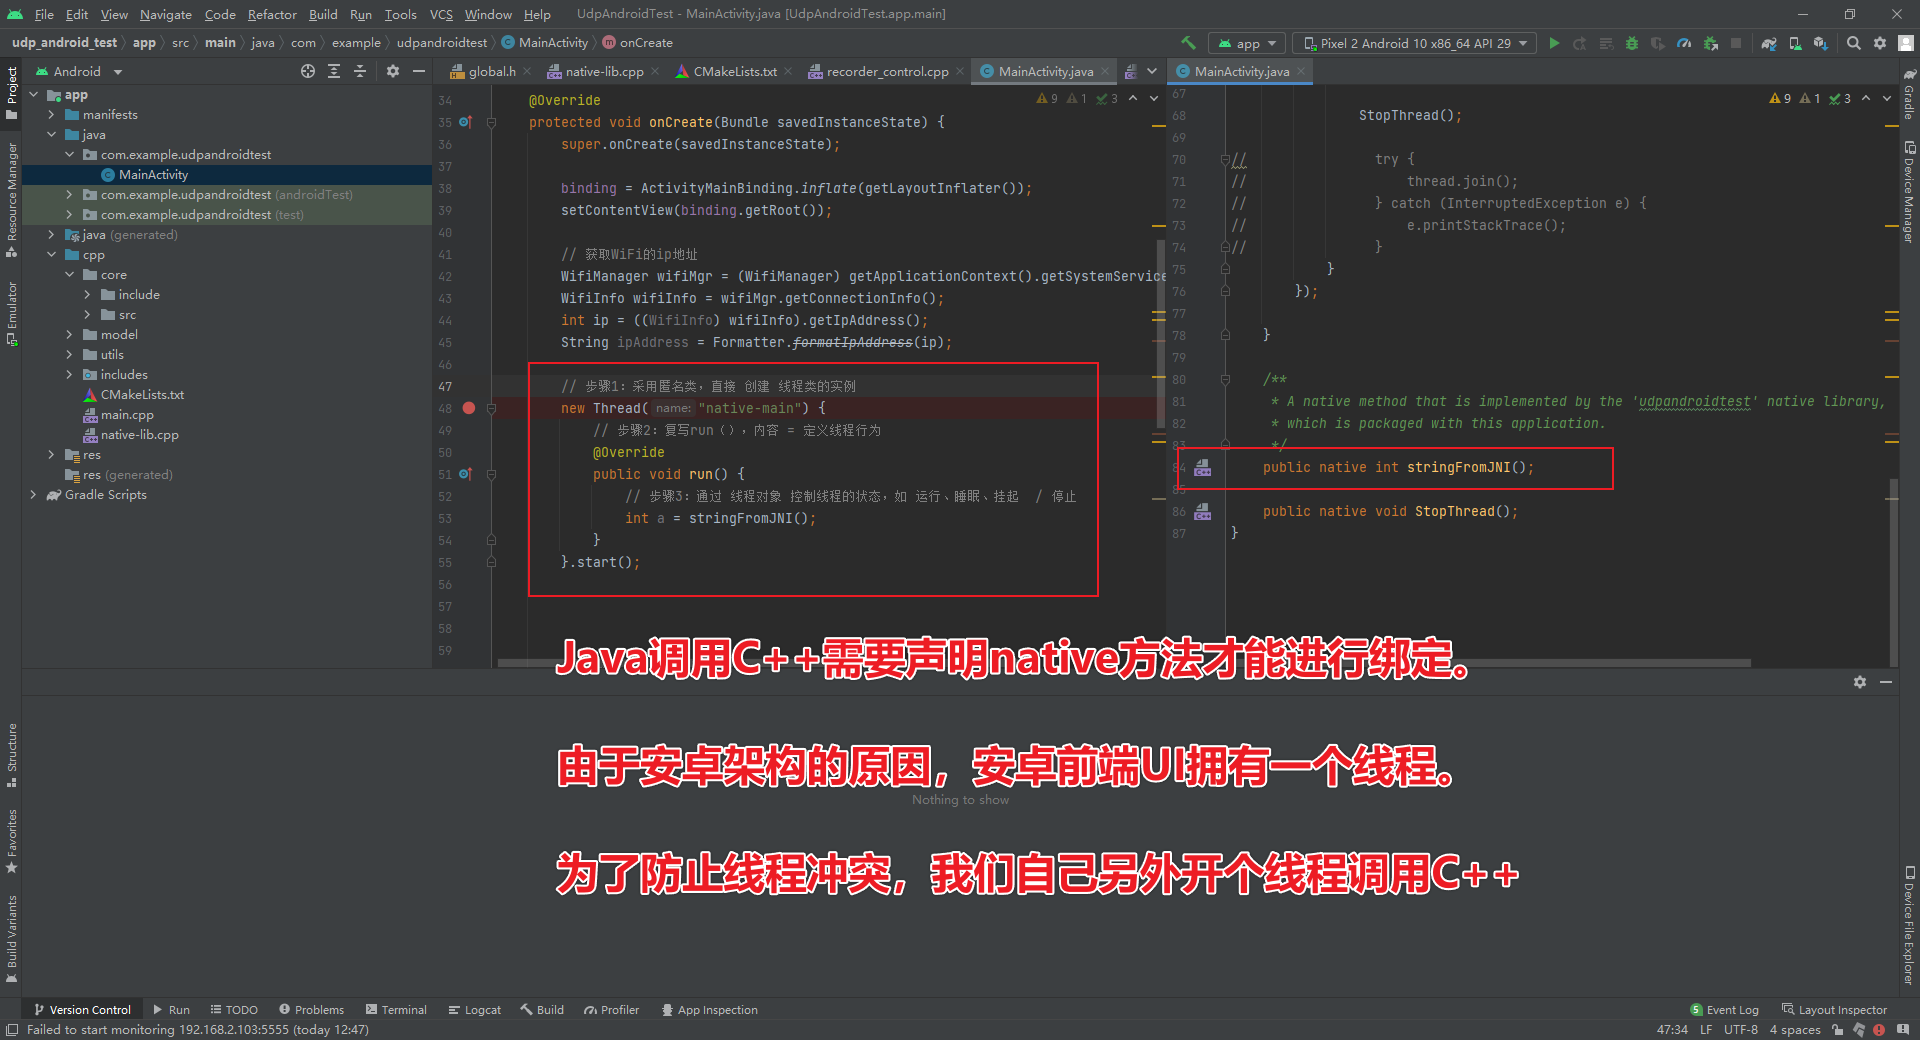 File Edit View Navigate Code Refactor Build Run Tools VCS Window Help UdpAndroidTest - MainActivity.java [UdpAndroidTest.app.main]
udp_android_test app src main java com example udpandroidtest MainActivity onCreate app Pixel 2 Android 10 x86_64 API 29
Android
global.h native-lib.cpp CMakeLists.txt recorder_control.cpp MainActivity.java
MainActivity.java
Project
Resource Manager
Emulator
Structure
Favorites
Build Variants
app
manifests
java
com.example.udpandroidtest
MainActivity
com.example.udpandroidtest (androidTest)
com.example.udpandroidtest (test)
java (generated)
cpp
core
include
src
model
utils
includes
CMakeLists.txt
main.cpp
native-lib.cpp
res
res (generated)
Gradle Scripts
9 1 3
34 @Override
35 protected void onCreate(Bundle savedInstanceState) {
36 super.onCreate(savedInstanceState);
37
38 binding = ActivityMainBinding.inflate(getLayoutInflater());
39 setContentView(binding.getRoot());
40
41 // 获取WiFi的ip地址
42 WifiManager wifiMgr = (WifiManager) getApplicationContext().getSystemService
43 WifiInfo wifiInfo = wifiMgr.getConnectionInfo();
44 int ip = ((WifiInfo) wifiInfo).getIpAddress();
45 String ipAddress = Formatter.formatIpAddress(ip);
46
47 // 步骤1：采用匿名类，直接 创建 线程类的实例
48 new Thread( name: "native-main") {
49 // 步骤2：复写run（），内容 = 定义线程行为
50 @Override
51 public void run() {
52 // 步骤3：通过 线程对象 控制线程的状态，如 运行、睡眠、挂起 / 停止
53 int a = stringFromJNI();
54 }
55 }.start();
56
57
58
59
9 1 3
67
68 StopThread();
69
70 // try {
71 // thread.join();
72 // } catch (InterruptedException e) {
73 // e.printStackTrace();
74 // }
75 }
76 });
77
78 }
79
80 /**
81 * A native method that is implemented by the 'udpandroidtest' native library,
82 * which is packaged with this application.
83 */
84 public native int stringFromJNI();
85
86 public native void StopThread();
87 }
Gradle
Device Manager
Device File Explorer
Java调用C++需要声明native方法才能进行绑定。
由于安卓架构的原因，安卓前端UI拥有一个线程。
Nothing to show
为了防止线程冲突，我们自己另外开个线程调用C++
Version Control Run TODO Problems Terminal Logcat Build Profiler App Inspection 5 Event Log Layout Inspector
Failed to start monitoring 192.168.2.103:5555 (today 12:47) 47:34 LF UTF-8 4 spaces